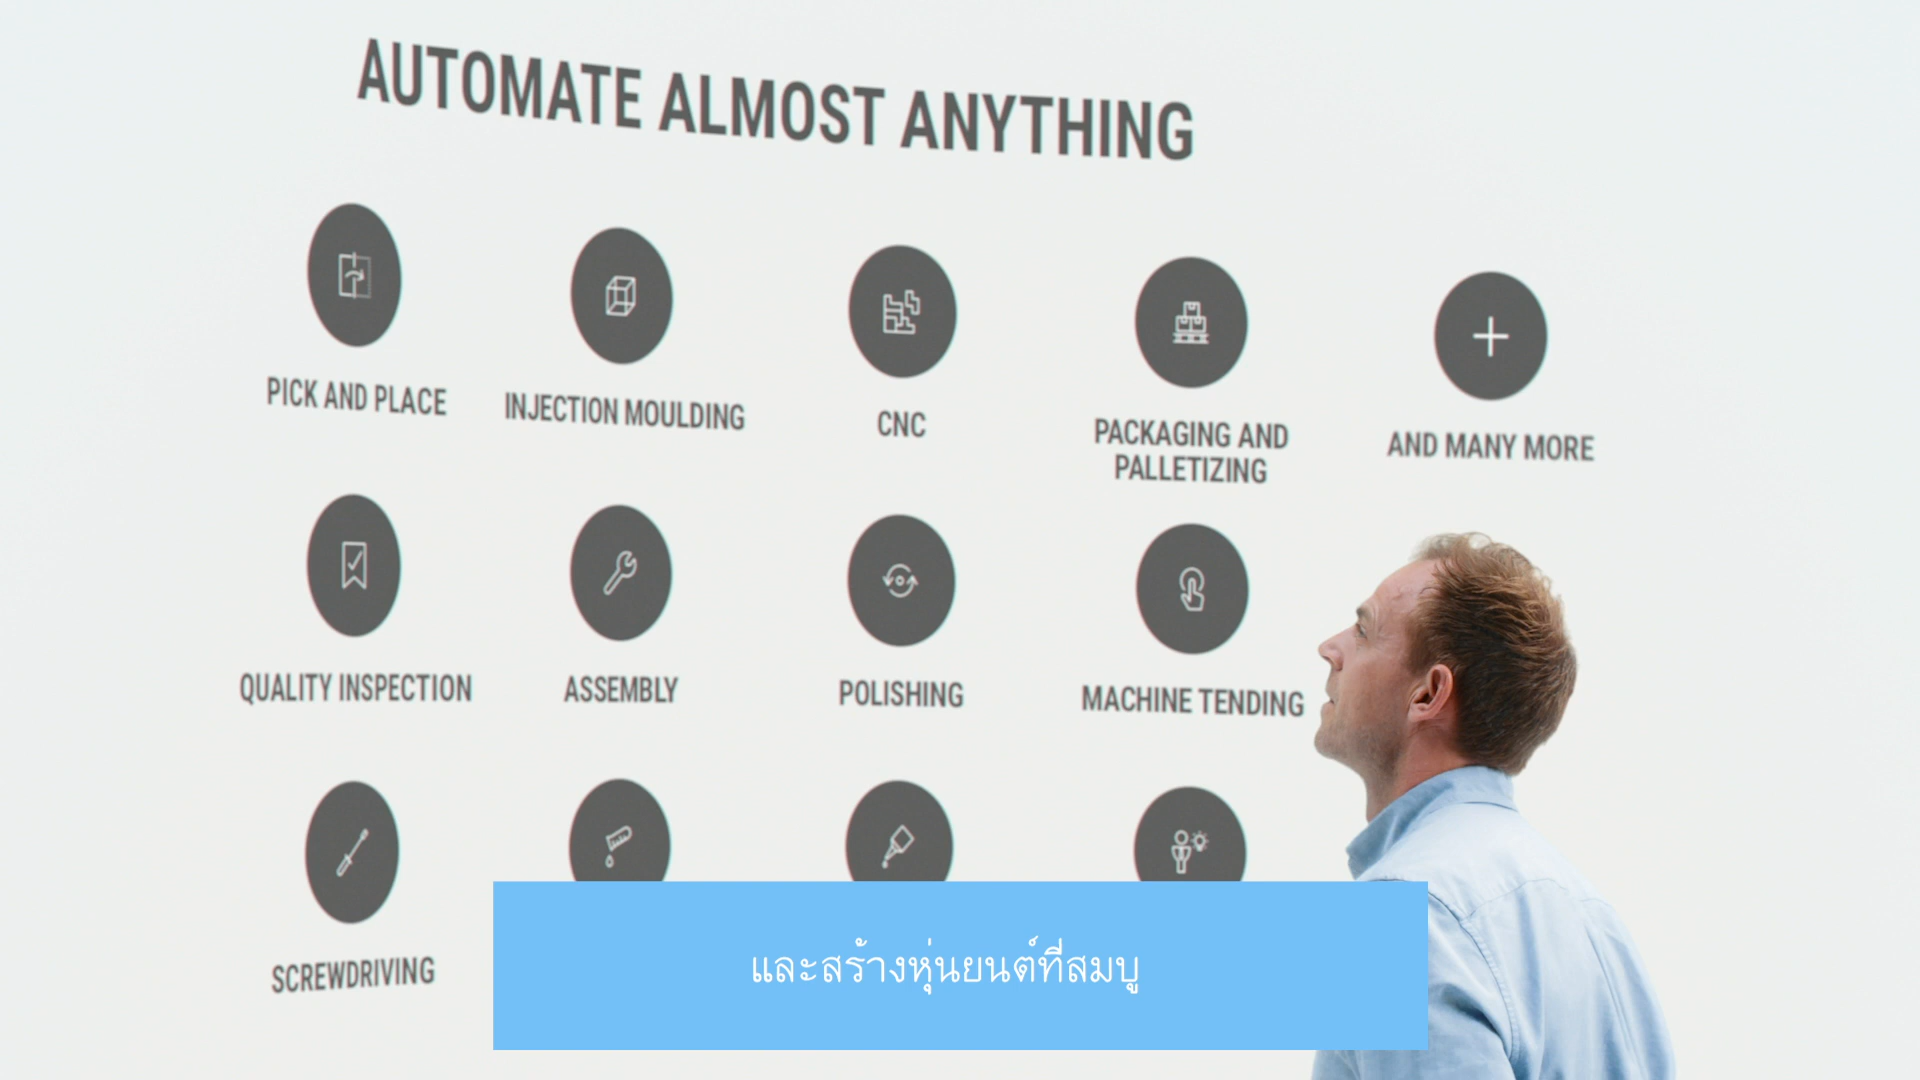 AUTOMATE ALMOST ANYTHING
PICK AND PLACE
INJECTION MOULDING
CNC
PACKAGING AND
PALLETIZING
AND MANY MORE
QUALITY INSPECTION
ASSEMBLY
POLISHING
MACHINE TENDING
SCREWDRIVING
และสร้างหุ่นยนต์ที่สมบู